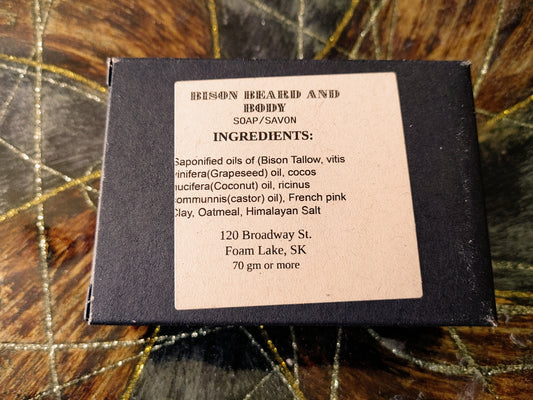 BISON BEARD AND
BODY
SOAP/SAVON
INGREDIENTS:
Saponified oils of (Bison Tallow, vitis
vinifera(Grapeseed) oil, cocos
nucifera(Coconut) oil, ricinus
communnis(castor) oil), French pink
Clay, Oatmeal, Himalayan Salt
120 Broadway St.
Foam Lake, SK
70 gm or more